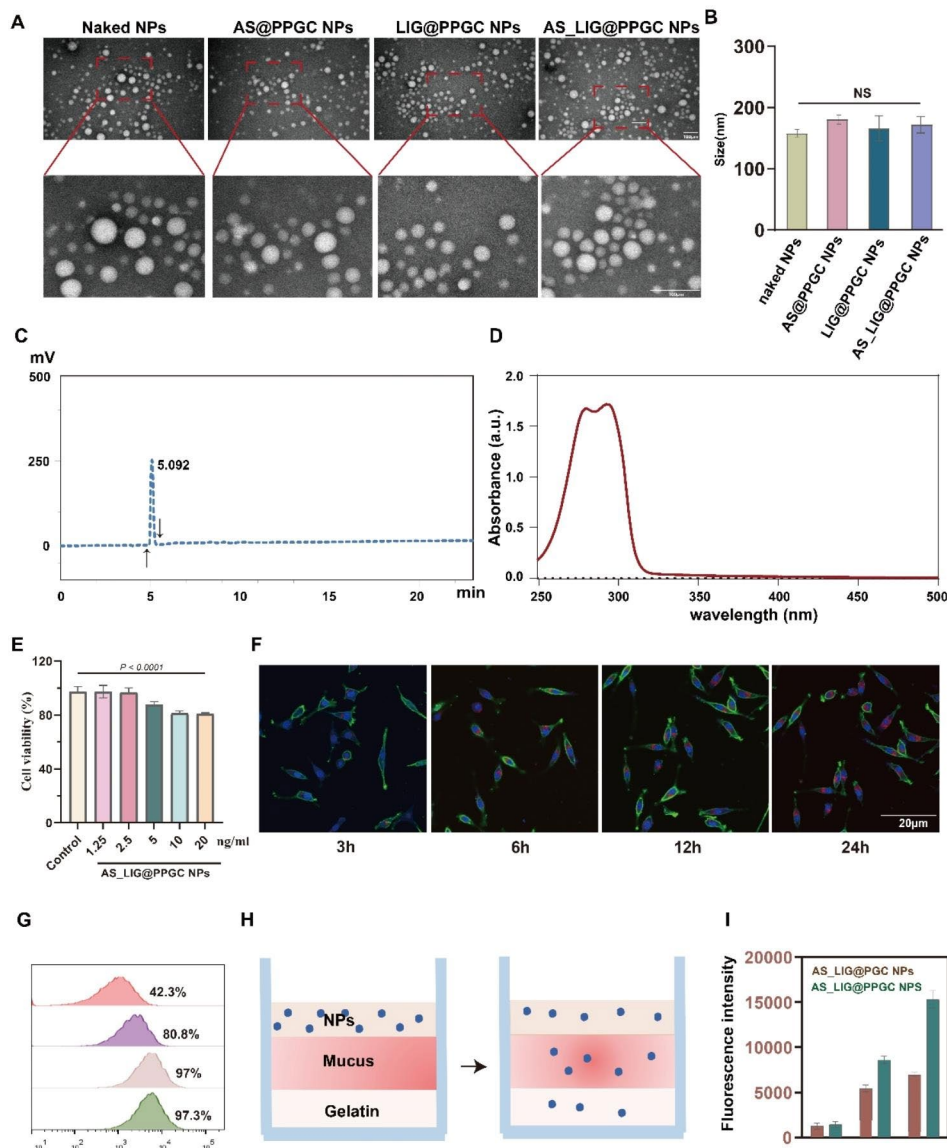 A
Naked NPs
AS@PPGC NPs
LIG@PPGC NPs
AS_LIG@PPGC NPs
B
300
200
100
0
Size(nm)
NS
naked NPs
AS@PPGC NPs
LIG@PPGC NPs
AS_LIG@PPGC NPs
C
mV
500
250
0
5.092
0
5
10
15
20
min
D
2.0
1.5
1.0
0.5
0.0
Absorbance (a.u.)
250
300
350
400
450
500
wavelength (nm)
E
120
80
40
0
Cell viability (%)
P < 0.0001
Control
1.25
2.5
5
10
20
ng/ml
AS_LIG@PPGC NPs
F
20μm
3h
6h
12h
24h
G
42.3%
80.8%
97%
97.3%
10¹
10²
10³
10⁴
10⁵
H
NPs
Mucus
Gelatin
I
20000
15000
10000
5000
0
Fluorescence intensity
AS_LIG@PGC NPs
AS_LIG@PPGC NPS